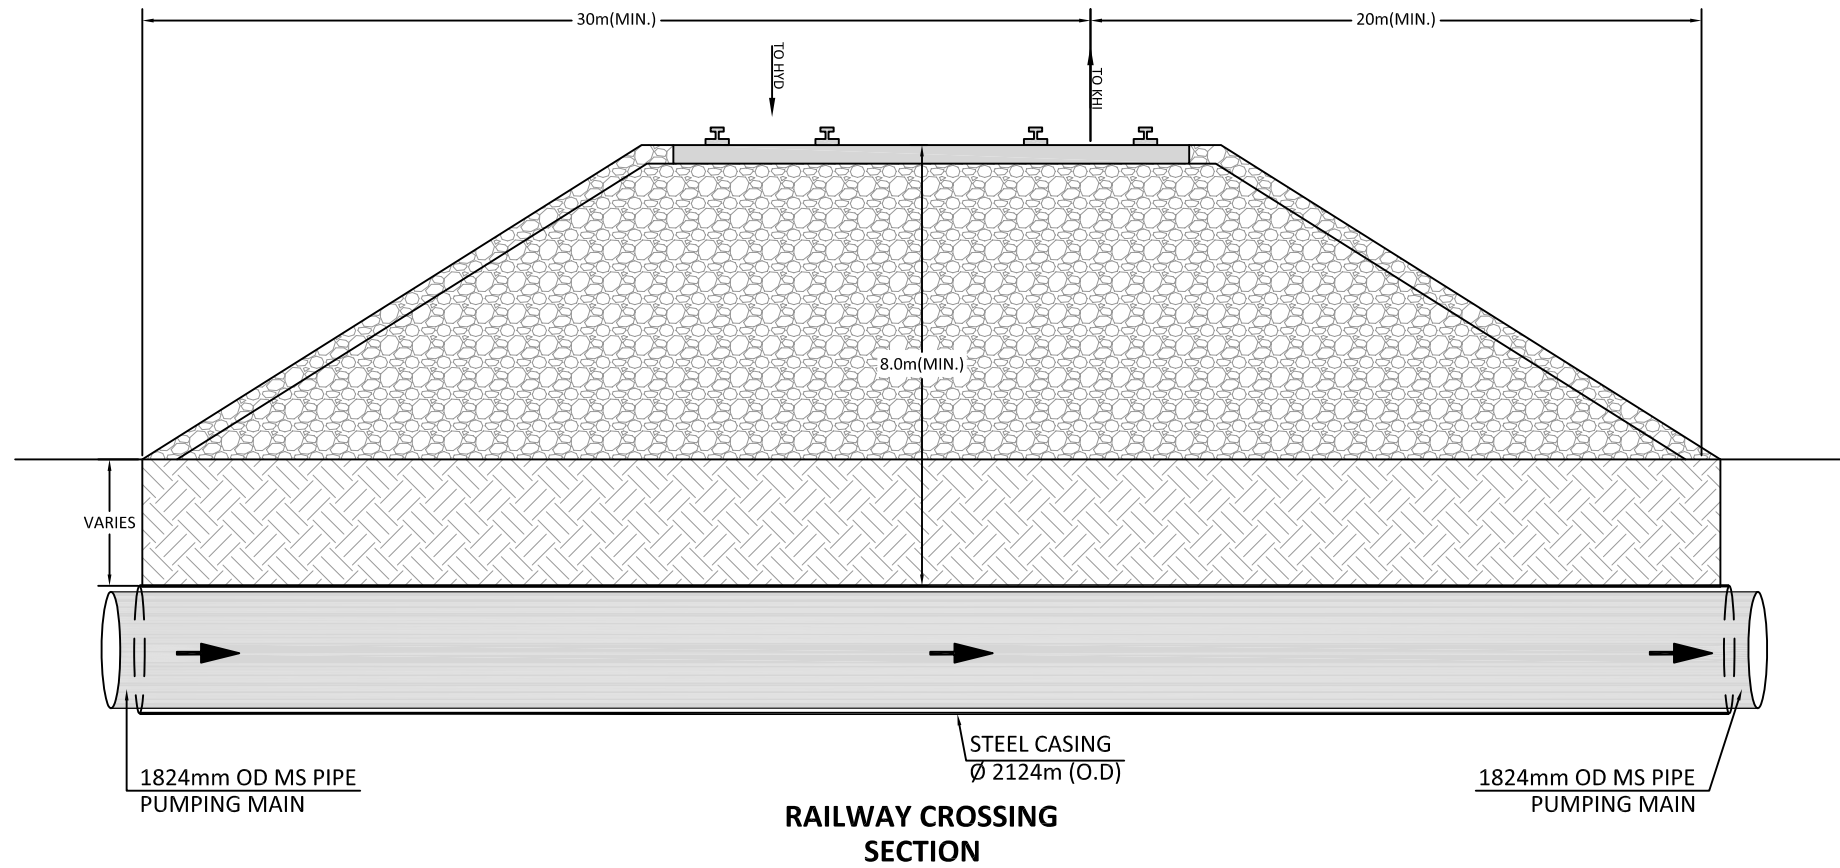 30m(MIN.)
20m(MIN.)
TO HYD
TO KHI
8.0m(MIN.)
VARIES
STEEL CASING
Ø 2124m (O.D)
1824mm OD MS PIPE
PUMPING MAIN
1824mm OD MS PIPE
PUMPING MAIN
RAILWAY CROSSING
SECTION